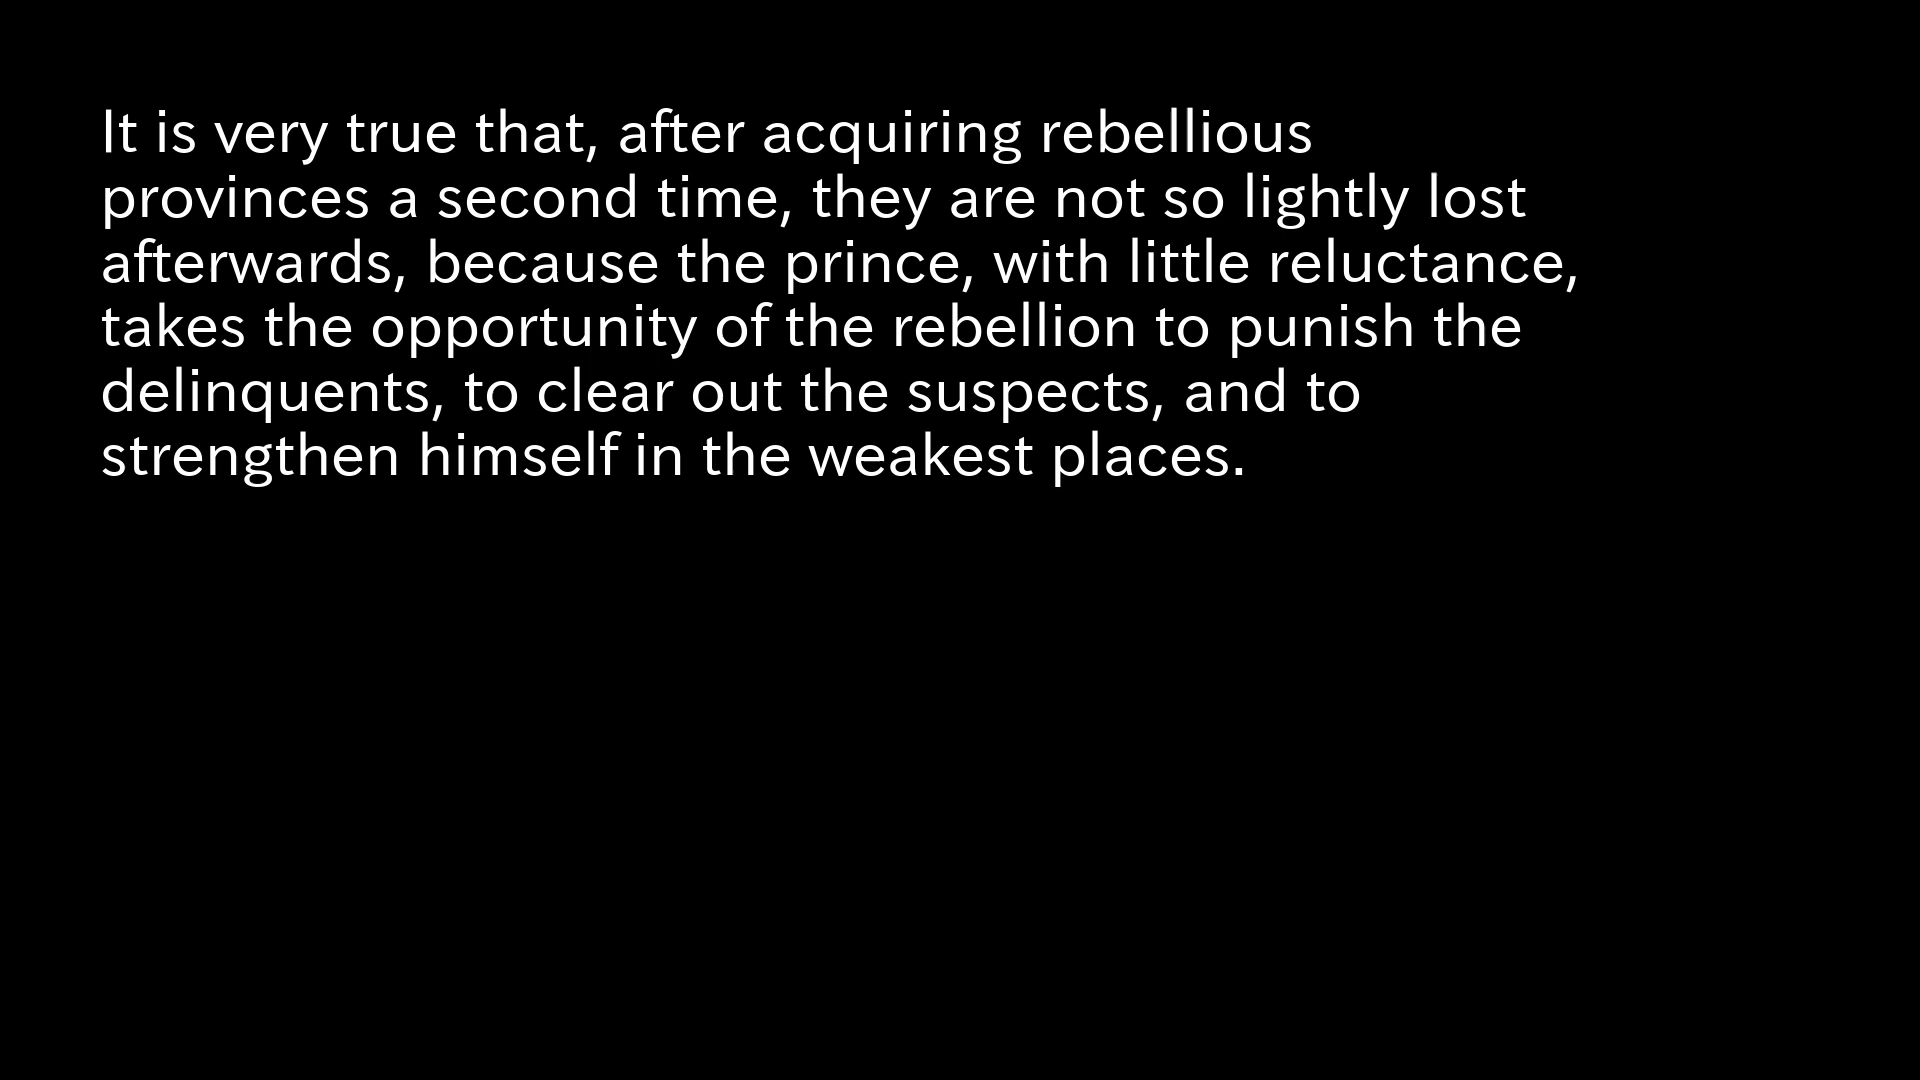 It is very true that, after acquiring rebellious
provinces a second time, they are not so lightly lost
afterwards, because the prince, with little reluctance,
takes the opportunity of the rebellion to punish the
delinquents, to clear out the suspects, and to
strengthen himself in the weakest places.